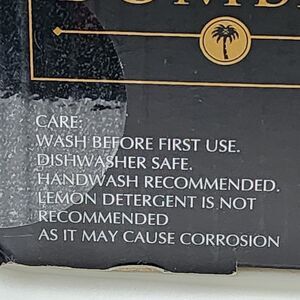 CARE:
WASH BEFORE FIRST USE.
DISHWASHER SAFE.
HANDWASH RECOMMENDED.
LEMON DETERGENT IS NOT
RECOMMENDED
AS IT MAY CAUSE CORROSION